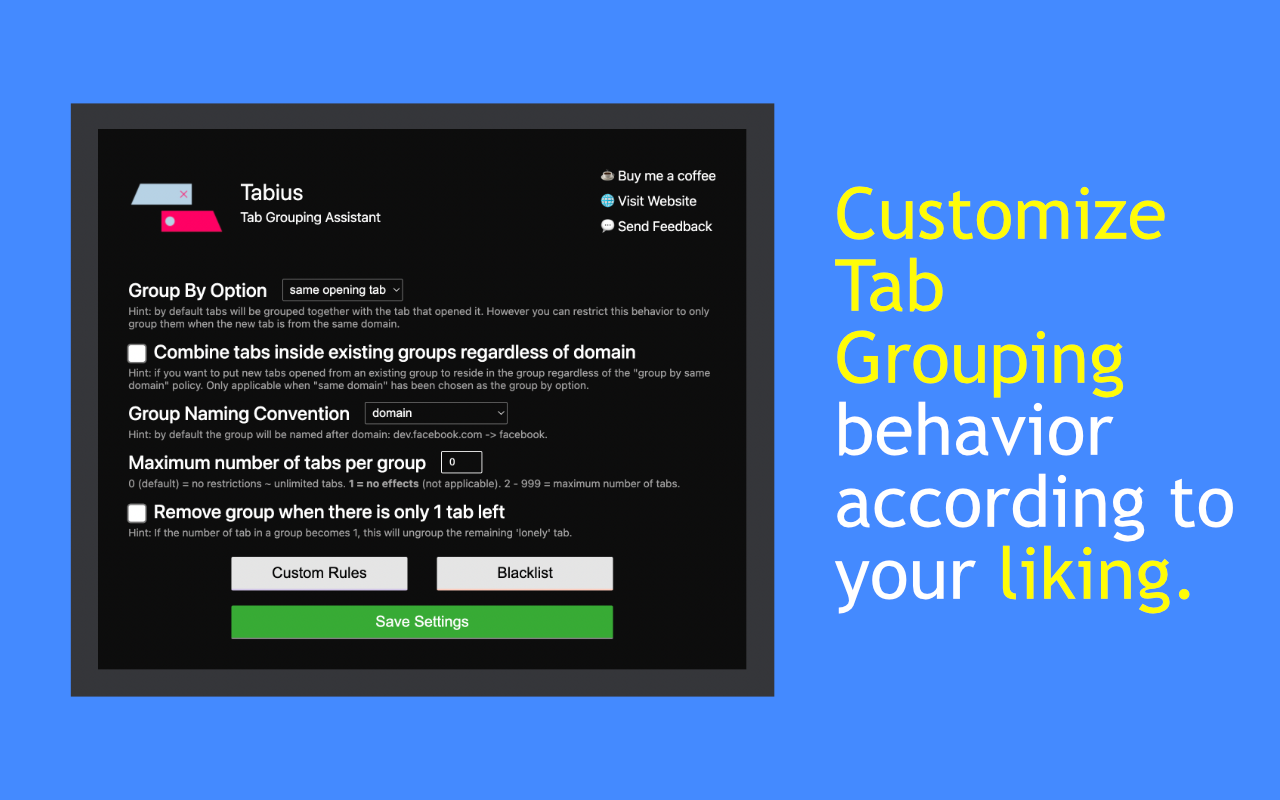 Tabius
Tab Grouping Assistant
Buy me a coffee
Visit Website
Send Feedback
Group By Option
same opening tab
Hint: by default tabs will be grouped together with the tab that opened it. However you can restrict this behavior to only
group them when the new tab is from the same domain.
Combine tabs inside existing groups regardless of domain
Hint: if you want to put new tabs opened from an existing group to reside in the group regardless of the "group by same
domain" policy. Only applicable when "same domain" has been chosen as the group by option.
Group Naming Convention
domain
Hint: by default the group will be named after domain: dev.facebook.com -> facebook.
Maximum number of tabs per group
0
0 (default) = no restrictions ~ unlimited tabs. 1 = no effects (not applicable). 2 - 999 = maximum number of tabs.
Remove group when there is only 1 tab left
Hint: If the number of tab in a group becomes 1, this will ungroup the remaining 'lonely' tab.
Custom Rules
Blacklist
Save Settings
Customize
Tab
Grouping
behavior
according to
your liking.